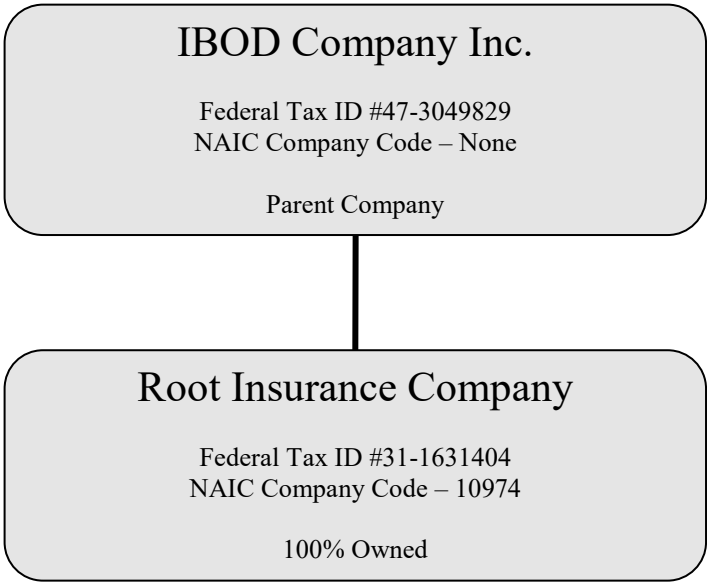 IBOD Company Inc.
Federal Tax ID #47-3049829
NAIC Company Code – None
Parent Company
Root Insurance Company
Federal Tax ID #31-1631404
NAIC Company Code – 10974
100% Owned